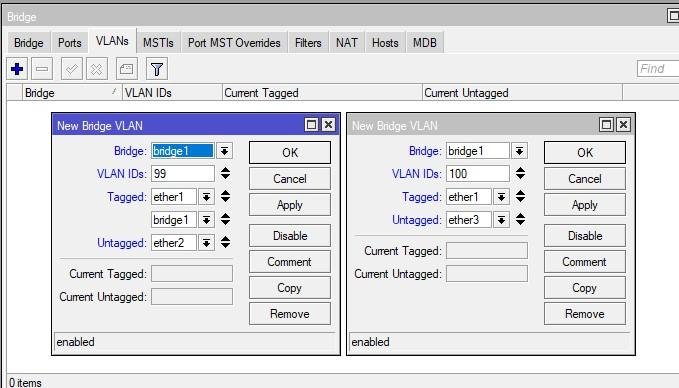 Bridge
Bridge Ports VLANs MSTIs Port MST Overrides Filters NAT Hosts MDB
Find
Bridge VLAN IDs Current Tagged Current Untagged
New Bridge VLAN
Bridge: bridge1 OK
VLAN IDs: 99 Cancel
Tagged: ether1 Apply
bridge1
Untagged: ether2 Disable
Comment
Current Tagged:
Copy
Current Untagged:
Remove
enabled
New Bridge VLAN
Bridge: bridge1 OK
VLAN IDs: 100 Cancel
Tagged: ether1 Apply
Untagged: ether3 Disable
Current Tagged: Comment
Current Untagged: Copy
Remove
enabled
0 items